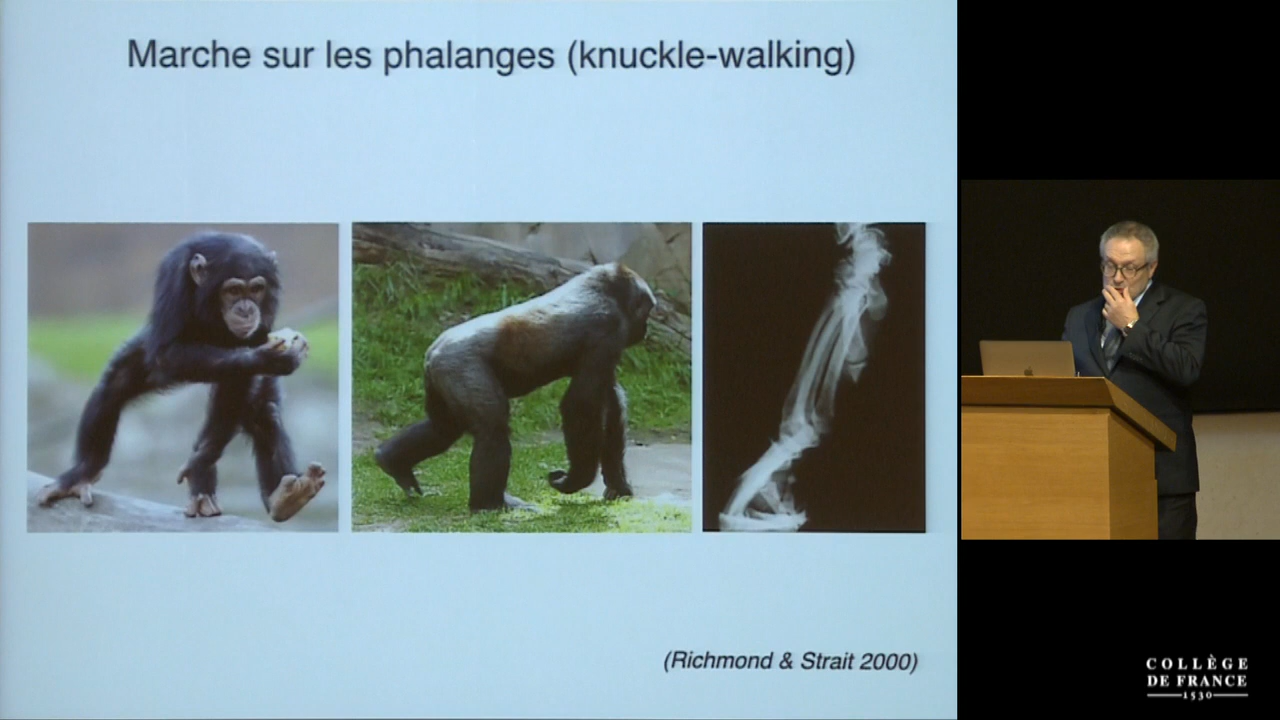 Marche sur les phalanges (knuckle-walking)
(Richmond & Strait 2000)
COLLÈGE
DE FRANCE
1530